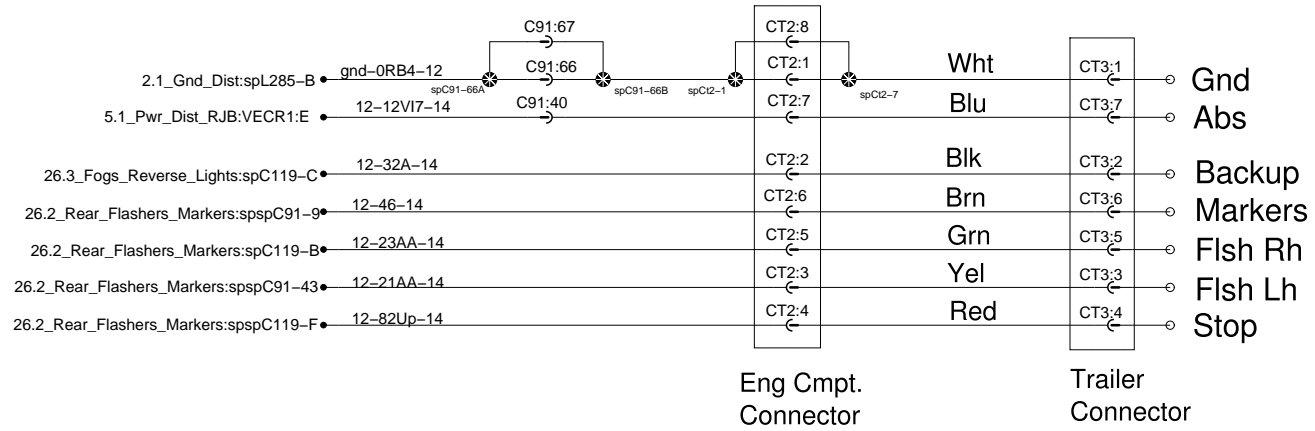 C91:67
CT2:8
2.1_Gnd_Dist:spL285–B
gnd–0RB4–12
spC91–66A
C91:66
spC91–66B
spCt2–1
CT2:1
spCt2–7
Wht
CT3:1
Gnd
5.1_Pwr_Dist_RJB:VECR1:E
12–12VI7–14
C91:40
CT2:7
Blu
CT3:7
Abs
26.3_Fogs_Reverse_Lights:spC119–C
12–32A–14
CT2:2
Blk
CT3:2
Backup
26.2_Rear_Flashers_Markers:spspC91–9
12–46–14
CT2:6
Brn
CT3:6
Markers
26.2_Rear_Flashers_Markers:spC119–B
12–23AA–14
CT2:5
Grn
CT3:5
Flsh Rh
26.2_Rear_Flashers_Markers:spspC91–43
12–21AA–14
CT2:3
Yel
CT3:3
Flsh Lh
26.2_Rear_Flashers_Markers:spspC119–F
12–82Up–14
CT2:4
Red
CT3:4
Stop
Eng Cmpt.
Connector
Trailer
Connector